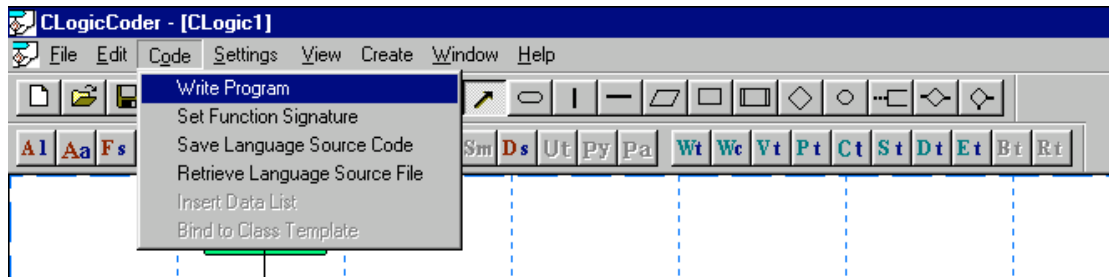 CLogicCoder - [CLogic1]
File Edit Code Settings View Create Window Help
Write Program
Set Function Signature
Save Language Source Code
Retrieve Language Source File
Insert Data List
Bind to Class Template
A1 Aa Fs Sm Ds Ut Py Pa Wt Wc Vt Pt Ct St Dt Et Bt Rt